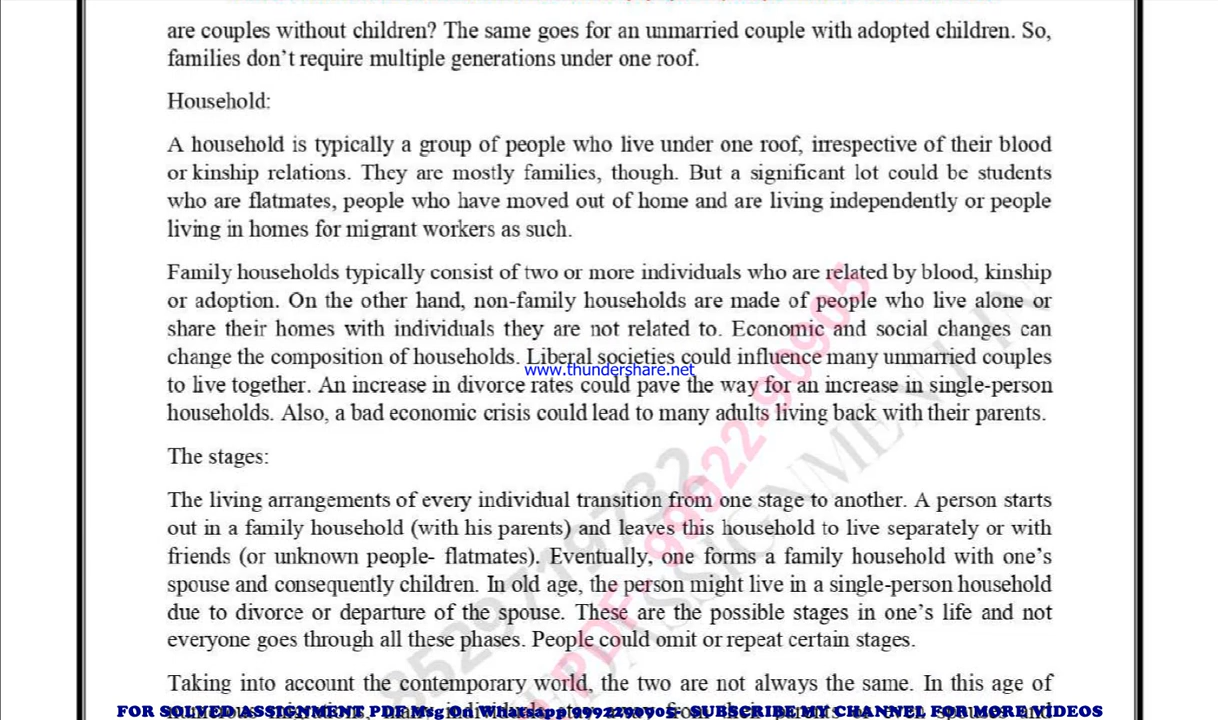 are couples without children? The same goes for an unmarried couple with adopted children. So,
families don't require multiple generations under one roof.
Household:
A household is typically a group of people who live under one roof, irrespective of their blood
or kinship relations. They are mostly families, though. But a significant lot could be students
who are flatmates, people who have moved out of home and are living independently or people
living in homes for migrant workers as such.
Family households typically consist of two or more individuals who are related by blood, kinship
or adoption. On the other hand, non-family households are made of people who live alone or
share their homes with individuals they are not related to. Economic and social changes can
change the composition of households. Liberal societies could influence many unmarried couples
www.thundershare.net
to live together. An increase in divorce rates could pave the way for an increase in single-person
households. Also, a bad economic crisis could lead to many adults living back with their parents.
The stages:
The living arrangements of every individual transition from one stage to another. A person starts
out in a family household (with his parents) and leaves this household to live separately or with
friends (or unknown people- flatmates). Eventually, one forms a family household with one's
spouse and consequently children. In old age, the person might live in a single-person household
due to divorce or departure of the spouse. These are the possible stages in one's life and not
everyone goes through all these phases. People could omit or repeat certain stages.
Taking into account the contemporary world, the two are not always the same. In this age of
FOR SOLVED ASSIGNMENT PDF Msg On Whatsapp 9992290905- SUBSCRIBE MY CHANNEL FOR MORE VIDEOS
8529719732
PDF- 99922-90905
ASSIGNMENT IN